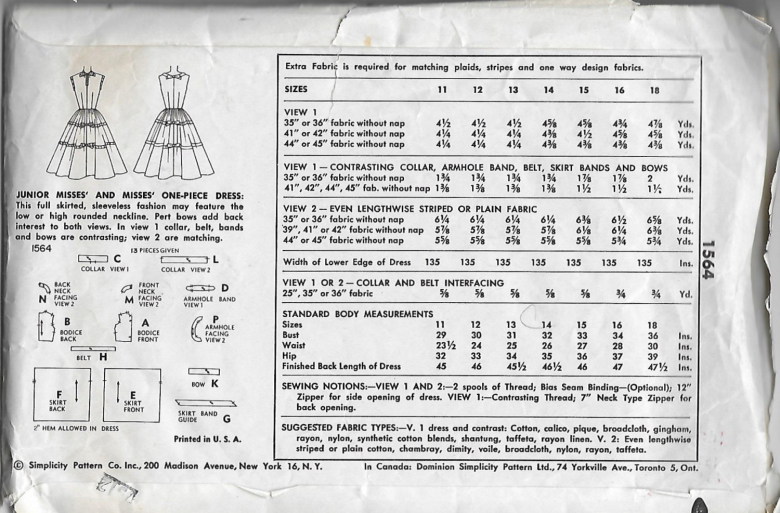 Extra Fabric is required for matching plaids, stripes and one way design fabrics.
SIZES 11 12 13 14 15 16 18
VIEW 1
35" or 36" fabric without nap 4½ 4½ 4½ 4⅝ 4⅝ 4¾ 4⅞ Yds.
41" or 42" fabric without nap 4¼ 4¼ 4¼ 4⅜ 4½ 4⅝ 4⅝ Yds.
44" or 45" fabric without nap 4¼ 4¼ 4¼ 4⅜ 4⅜ 4⅜ 4⅜ Yds.
VIEW 1—CONTRASTING COLLAR, ARMHOLE BAND, BELT, SKIRT BANDS AND BOWS
35" or 36" fabric without nap 1¾ 1¾ 1¾ 1¾ 1⅞ 1⅞ 2 Yds.
41", 42", 44", 45" fab. without nap 1⅜ 1⅜ 1⅜ 1⅜ 1½ 1½ 1½ Yds.
VIEW 2—EVEN LENGTHWISE STRIPED OR PLAIN FABRIC
35" or 36" fabric without nap 6¼ 6¼ 6¼ 6¼ 6⅜ 6½ 6⅝ Yds.
39", 41" or 42" fabric without nap 5⅞ 5⅞ 5⅞ 5⅞ 6⅛ 6¼ 6⅜ Yds.
44" or 45" fabric without nap 5⅝ 5⅝ 5⅝ 5⅝ 5⅝ 5¾ 5¾ Yds.
Width of Lower Edge of Dress 135 135 135 135 135 135 135 Ins.
VIEW 1 OR 2—COLLAR AND BELT INTERFACING
25", 35" or 36" fabric ⅝ ⅝ ⅝ ⅝ ⅝ ¾ ¾ Yd.
STANDARD BODY MEASUREMENTS
Sizes 11 12 13 14 15 16 18
Bust 29 30 31 32 33 34 36 Ins.
Waist 23½ 24 25 26 27 28 30 Ins.
Hip 32 33 34 35 36 37 39 Ins.
Finished Back Length of Dress 45 46 45½ 46½ 46 47 47½ Ins.
SEWING NOTIONS:—VIEW 1 AND 2:—2 spools of Thread; Bias Seam Binding—(Optional); 12"
Zipper for side opening of dress. VIEW 1:—Contrasting Thread; 7" Neck Type Zipper for
back opening.
SUGGESTED FABRIC TYPES:—V. 1 dress and contrast: Cotton, calico, pique, broadcloth, gingham,
rayon, nylon, synthetic cotton blends, shantung, taffeta, rayon linen. V. 2: Even lengthwise
striped or plain cotton, chambray, dimity, voile, broadcloth, nylon, rayon, taffeta.
1564
JUNIOR MISSES' AND MISSES' ONE-PIECE DRESS:
This full skirted, sleeveless fashion may feature the
low or high rounded neckline. Pert bows add back
interest to both views. In view 1 collar, belt, bands
and bows are contrasting; view 2 are matching.
1564 13 PIECES GIVEN
C
COLLAR VIEW 1
L
COLLAR VIEW 2
N
BACK
NECK
FACING
VIEW 2
M
FRONT
NECK
FACING
VIEW 2
D
ARMHOLE BAND
VIEW 1
B
BODICE
BACK
A
BODICE
FRONT
P
ARMHOLE
FACING
VIEW 2
BELT H
F
SKIRT
BACK
E
SKIRT
FRONT
BOW K
SKIRT BAND
GUIDE G
2" HEM ALLOWED IN DRESS
Printed in U. S. A.
© Simplicity Pattern Co. Inc., 200 Madison Avenue, New York 16, N. Y. In Canada: Dominion Simplicity Pattern Ltd., 74 Yorkville Ave., Toronto 5, Ont.